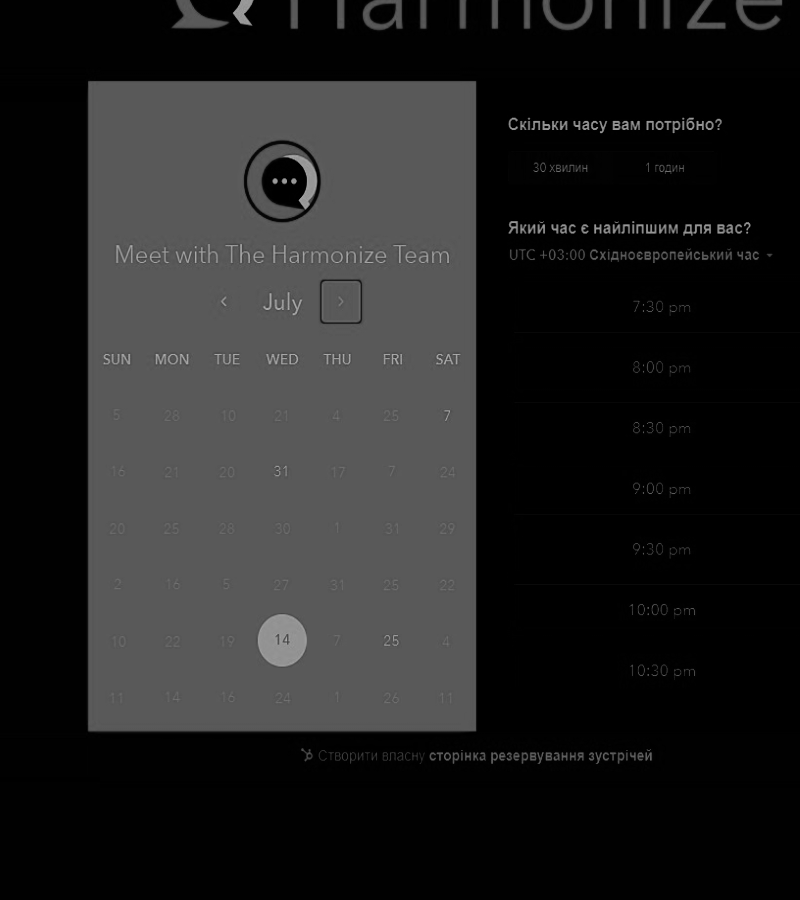 Harmonize
Meet with The Harmonize Team
July
SUN MON TUE WED THU FRI SAT
5 28 10 21 4 25 7
16 21 20 31 17 7 24
20 25 28 30 1 31 29
2 16 5 27 31 25 22
10 22 19 14 7 25 4
11 14 16 24 1 26 11
Скільки часу вам потрібно?
30 хвилин 1 годин
Який час є найліпшим для вас?
UTC +03:00 Східноєвропейський час
7:30 pm
8:00 pm
8:30 pm
9:00 pm
9:30 pm
10:00 pm
10:30 pm
Створити власну сторінка резервування зустрічей